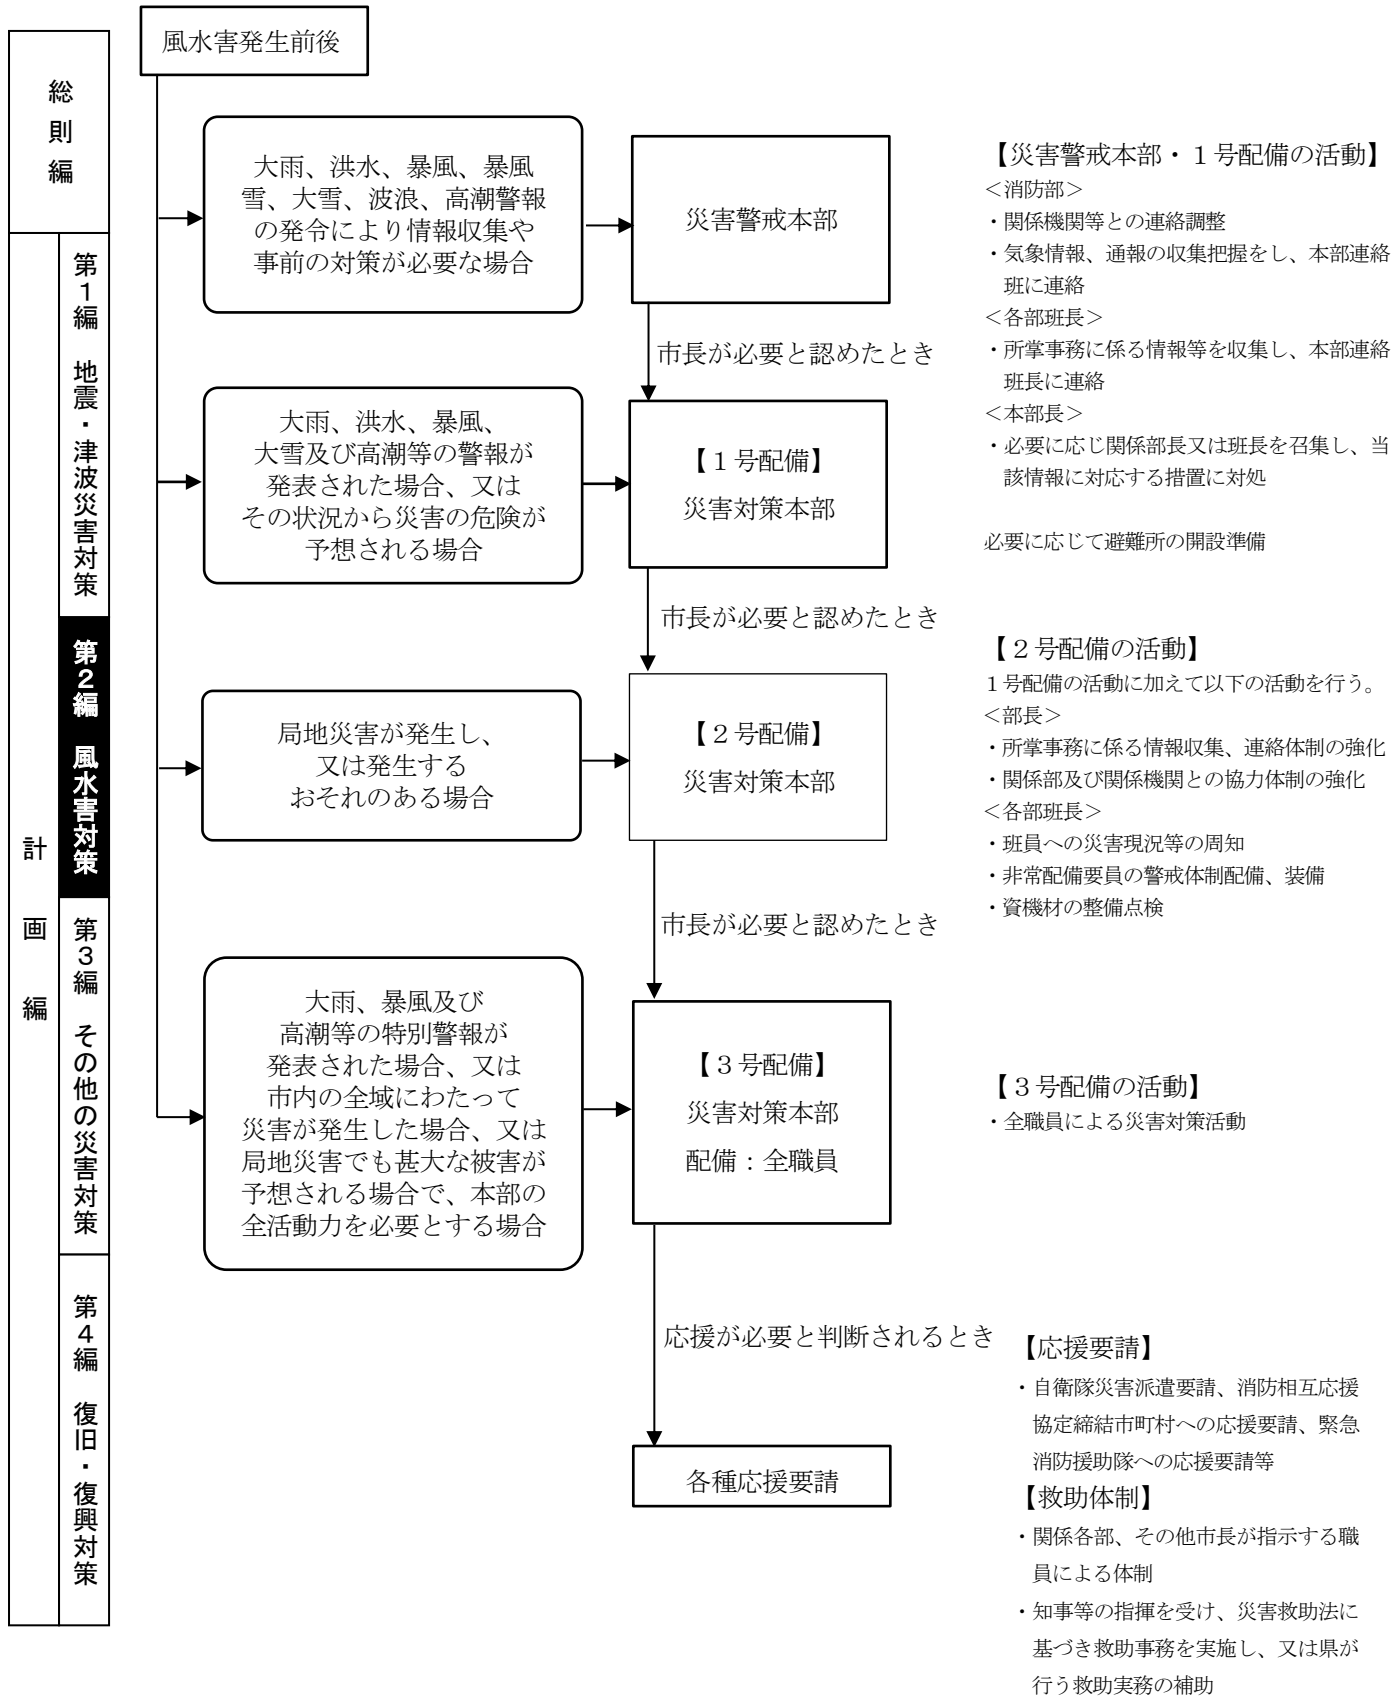 風水害発生前後
総則編
計画編
第1編 地震・津波災害対策
第2編 風水害対策
第3編 その他の災害対策
第4編 復旧・復興対策
大雨、洪水、暴風、暴風
雪、大雪、波浪、高潮警報
の発令により情報収集や
事前の対策が必要な場合
災害警戒本部
市長が必要と認めたとき
大雨、洪水、暴風、
大雪及び高潮等の警報が
発表された場合、又は
その状況から災害の危険が
予想される場合
【1号配備】
災害対策本部
市長が必要と認めたとき
局地災害が発生し、
又は発生する
おそれのある場合
【2号配備】
災害対策本部
市長が必要と認めたとき
大雨、暴風及び
高潮等の特別警報が
発表された場合、又は
市内の全域にわたって
災害が発生した場合、又は
局地災害でも甚大な被害が
予想される場合で、本部の
全活動力を必要とする場合
【3号配備】
災害対策本部
配備：全職員
応援が必要と判断されるとき
各種応援要請
【災害警戒本部・1号配備の活動】
＜消防部＞
・関係機関等との連絡調整
・気象情報、通報の収集把握をし、本部連絡
班に連絡
＜各部班長＞
・所掌事務に係る情報等を収集し、本部連絡
班長に連絡
＜本部長＞
・必要に応じ関係部長又は班長を召集し、当
該情報に対応する措置に対処
必要に応じて避難所の開設準備
【2号配備の活動】
1号配備の活動に加えて以下の活動を行う。
＜部長＞
・所掌事務に係る情報収集、連絡体制の強化
・関係部及び関係機関との協力体制の強化
＜各部班長＞
・班員への災害現況等の周知
・非常配備要員の警戒体制配備、装備
・資機材の整備点検
【3号配備の活動】
・全職員による災害対策活動
【応援要請】
・自衛隊災害派遣要請、消防相互応援
協定締結市町村への応援要請、緊急
消防援助隊への応援要請等
【救助体制】
・関係各部、その他市長が指示する職
員による体制
・知事等の指揮を受け、災害救助法に
基づき救助事務を実施し、又は県が
行う救助実務の補助